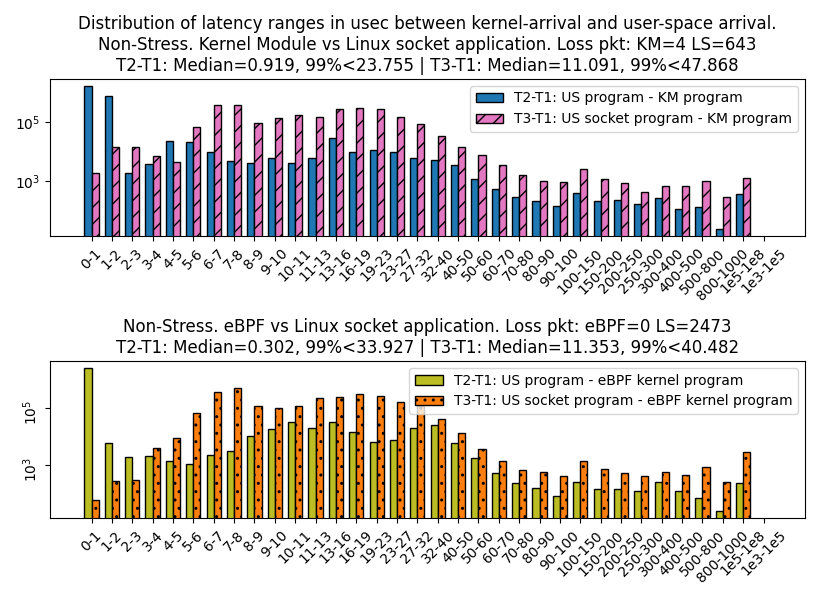 Distribution of latency ranges in usec between kernel-arrival and user-space arrival.
Non-Stress. Kernel Module vs Linux socket application. Loss pkt: KM=4 LS=643
T2-T1: Median=0.919, 99%<23.755 | T3-T1: Median=11.091, 99%<47.868
T2-T1: US program - KM program
T3-T1: US socket program - KM program
10^5
10^3
0-1 1-2 2-3 3-4 4-5 5-6 6-7 7-8 8-9 9-10 10-11 11-13 13-16 16-19 19-23 23-27 27-32 32-40 40-50 50-60 60-70 70-80 80-90 90-100 100-150 150-200 200-250 250-300 300-400 400-500 500-800 800-1000 1e5-1e8 1e3-1e5
Non-Stress. eBPF vs Linux socket application. Loss pkt: eBPF=0 LS=2473
T2-T1: Median=0.302, 99%<33.927 | T3-T1: Median=11.353, 99%<40.482
T2-T1: US program - eBPF kernel program
T3-T1: US socket program - eBPF kernel program
10^5
10^3
0-1 1-2 2-3 3-4 4-5 5-6 6-7 7-8 8-9 9-10 10-11 11-13 13-16 16-19 19-23 23-27 27-32 32-40 40-50 50-60 60-70 70-80 80-90 90-100 100-150 150-200 200-250 250-300 300-400 400-500 500-800 800-1000 1e5-1e8 1e3-1e5